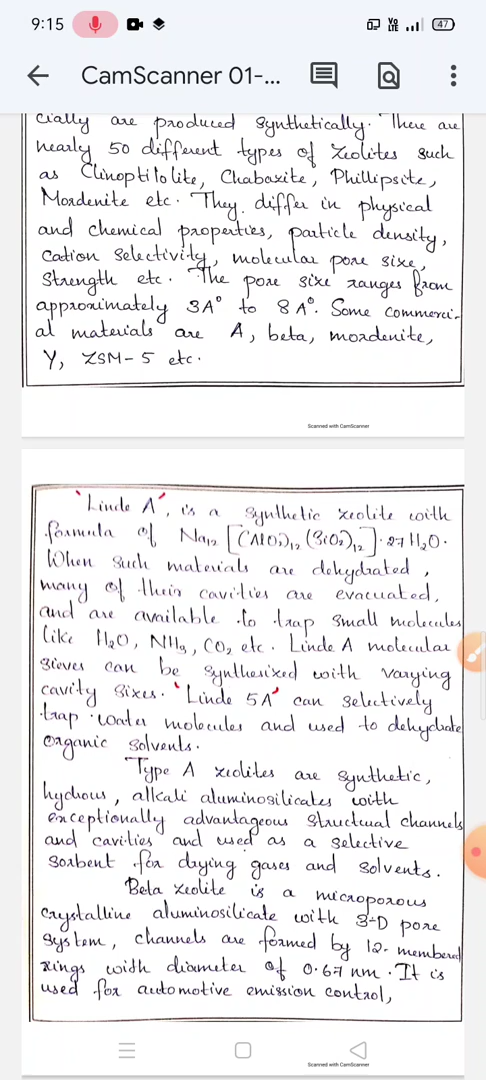 9:15
Vo
LTE
47
CamScanner 01-...
cially are produced synthetically. There are
nearly 50 different types of Zeolites such
as Clinoptilolite, Chabazite, Phillipsite,
Mordenite etc. They differ in physical
and chemical properties, particle density,
Cation selectivity, molecular pore size,
Strength etc. The pore size ranges from
approximately 3A° to 8A°. Some commerci-
al materials are A, beta, mordenite,
Y, ZSM-5 etc.
Scanned with CamScanner
'Linde A', is a synthetic zeolite with
formula of Na₁₂ [(AlO₂)₁₂ (SiO₂)₁₂]·27H₂O.
When such materials are dehydrated,
many of their cavities are evacuated,
and are available to trap small molecules
like H₂O, NH₃, CO₂ etc. Linde A molecular
sieves can be synthesized with varying
cavity sizes. 'Linde 5A' can selectively
trap water molecules and used to dehydrate
organic solvents.
Type A zeolites are synthetic,
hydrous, alkali aluminosilicates with
exceptionally advantageous structural channels
and cavities and used as a selective
sorbent for drying gases and solvents.
Beta zeolite is a microporous
crystalline aluminosilicate with 3-D pore
system, channels are formed by 12-membered
rings with diameter of 0.67 nm. It is
used for automotive emission control,
Scanned with CamScanner